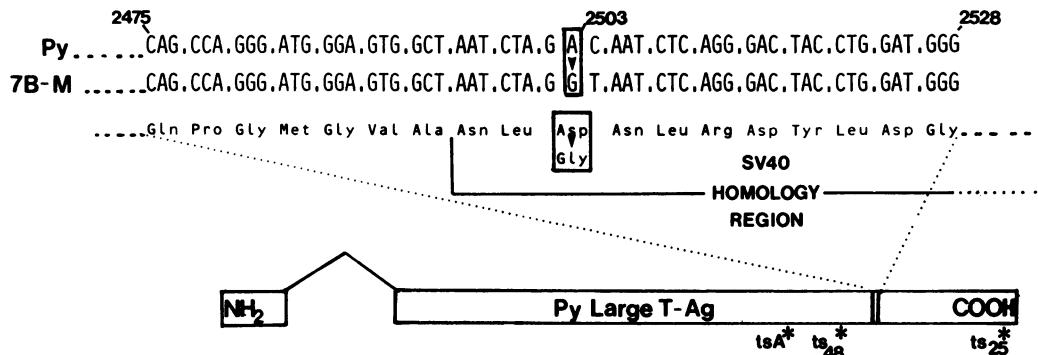 2475 2503 2528
Py ...... CAG.CCA.GGG.ATG.GGA.GTG.GCT.AAT.CTA.G A C.AAT.CTC.AGG.GAC.TAC.CTG.GAT.GGG
7B-M ...... CAG.CCA.GGG.ATG.GGA.GTG.GCT.AAT.CTA.G G T.AAT.CTC.AGG.GAC.TAC.CTG.GAT.GGG
Gln Pro Gly Met Gly Val Ala Asn Leu Asp Asn Leu Arg Asp Tyr Leu Asp Gly
Gly
SV40
HOMOLOGY
REGION
NH2 Py Large T-Ag COOH
tsA* ts48* ts25*